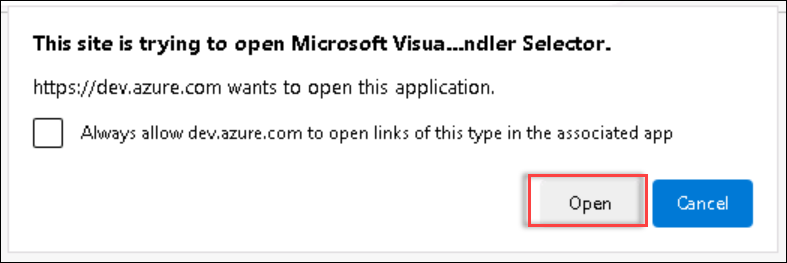 This site is trying to open Microsoft Visua...ndler Selector.
https://dev.azure.com wants to open this application.
Always allow dev.azure.com to open links of this type in the associated app
Open
Cancel